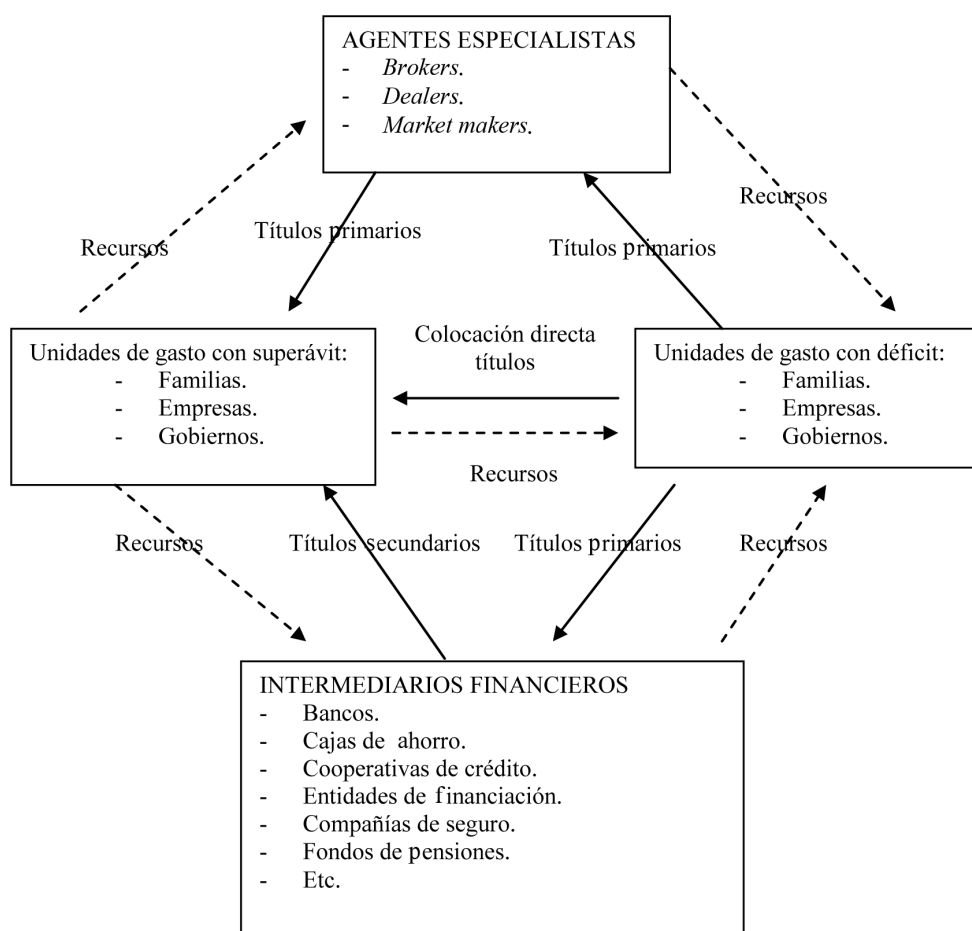 AGENTES ESPECIALISTAS
- Brokers.
- Dealers.
- Market makers.
Recursos
Títulos primarios
Títulos primarios
Recursos
Unidades de gasto con superávit:
- Familias.
- Empresas.
- Gobiernos.
Colocación directa
títulos
Recursos
Unidades de gasto con déficit:
- Familias.
- Empresas.
- Gobiernos.
Recursos
Títulos secundarios
Títulos primarios
Recursos
INTERMEDIARIOS FINANCIEROS
- Bancos.
- Cajas de ahorro.
- Cooperativas de crédito.
- Entidades de financiación.
- Compañías de seguro.
- Fondos de pensiones.
- Etc.